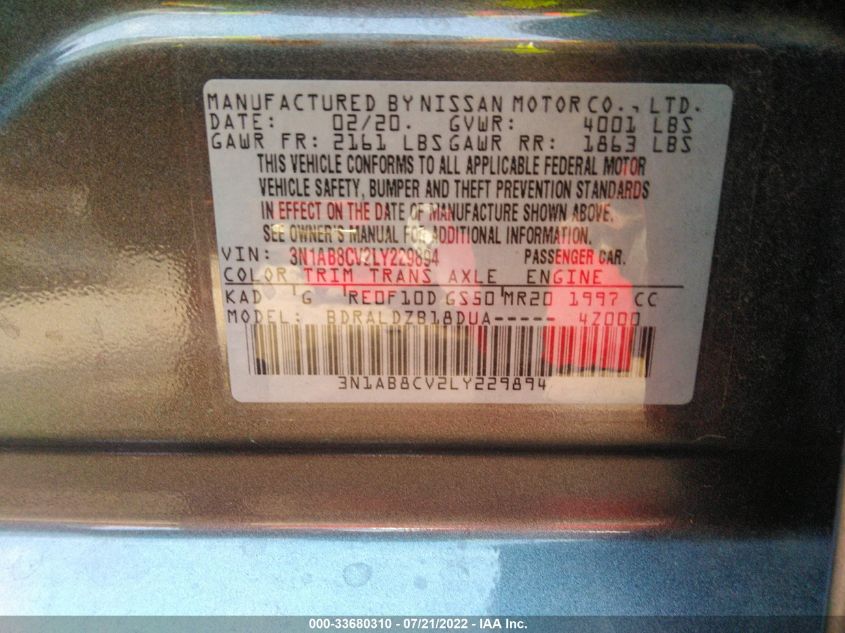 MANUFACTURED BY NISSAN MOTOR CO., LTD.
DATE: 02/20. GVWR: 4001 LBS
GAWR FR: 2161 LBS GAWR RR: 1863 LBS
THIS VEHICLE CONFORMS TO ALL APPLICABLE FEDERAL MOTOR
VEHICLE SAFETY, BUMPER AND THEFT PREVENTION STANDARDS
IN EFFECT ON THE DATE OF MANUFACTURE SHOWN ABOVE.
SEE OWNER'S MANUAL FOR ADDITIONAL INFORMATION.
VIN: 3N1AB8CV2LY229894 PASSENGER CAR.
COLOR TRIM TRANS AXLE ENGINE
KAD G RE0F10D GS50 MR20 1997 CC
MODEL: BDRALDZB18DUA----- 4Z000
3N1AB8CV2LY229894
000-33680310 / 07/21/2022 - IAA Inc.